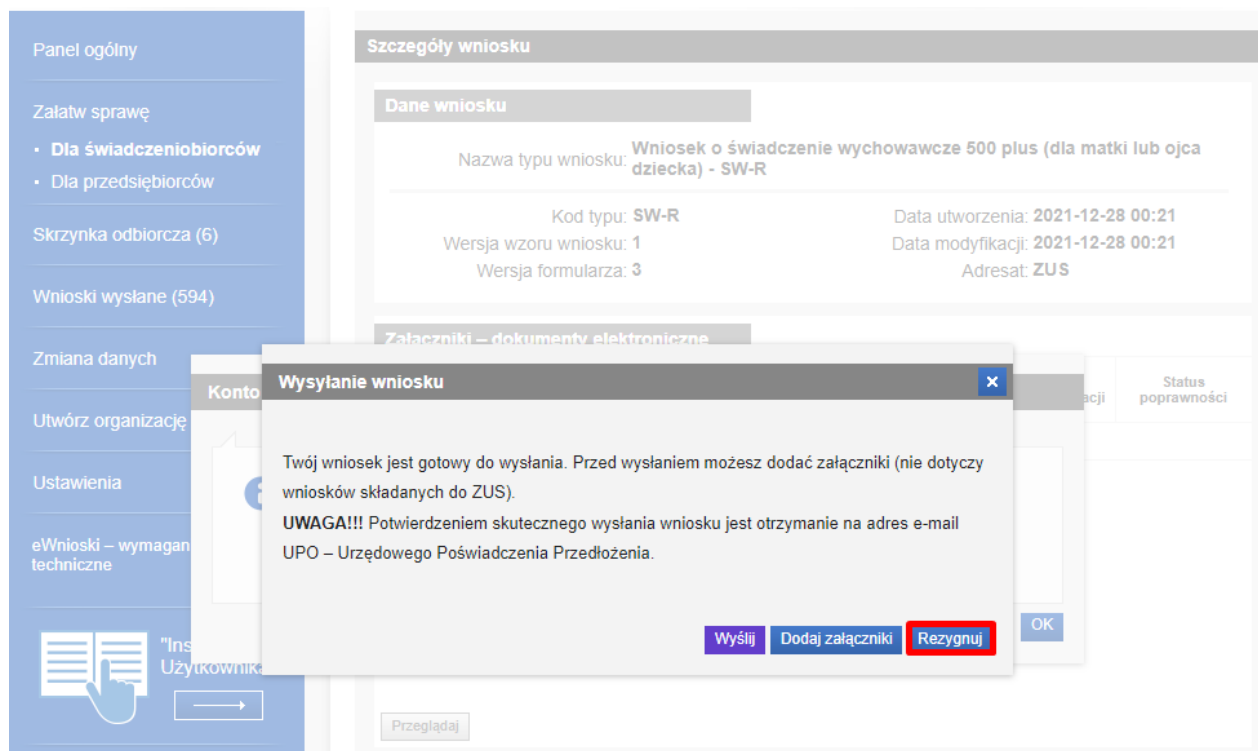 Panel ogólny
Załatw sprawę
• Dla świadczeniobiorców
• Dla przedsiębiorców
Skrzynka odbiorcza (6)
Wnioski wysłane (594)
Zmiana danych
Utwórz organizację
Ustawienia
eWnioski – wymagan
techniczne
"Ins
Użytkownik
Szczegóły wniosku
Dane wniosku
Nazwa typu wniosku: Wniosek o świadczenie wychowawcze 500 plus (dla matki lub ojca
dziecka) - SW-R
Kod typu: SW-R
Data utworzenia: 2021-12-28 00:21
Wersja wzoru wniosku: 1
Data modyfikacji: 2021-12-28 00:21
Wersja formularza: 3
Adresat: ZUS
Załączniki – dokumenty elektroniczne
acji
Status
poprawności
Konto
Wysyłanie wniosku
Twój wniosek jest gotowy do wysłania. Przed wysłaniem możesz dodać załączniki (nie dotyczy
wniosków składanych do ZUS).
UWAGA!!! Potwierdzeniem skutecznego wysłania wniosku jest otrzymanie na adres e-mail
UPO – Urzędowego Poświadczenia Przedłożenia.
Wyślij
Dodaj załączniki
Rezygnuj
OK
Przeglądaj